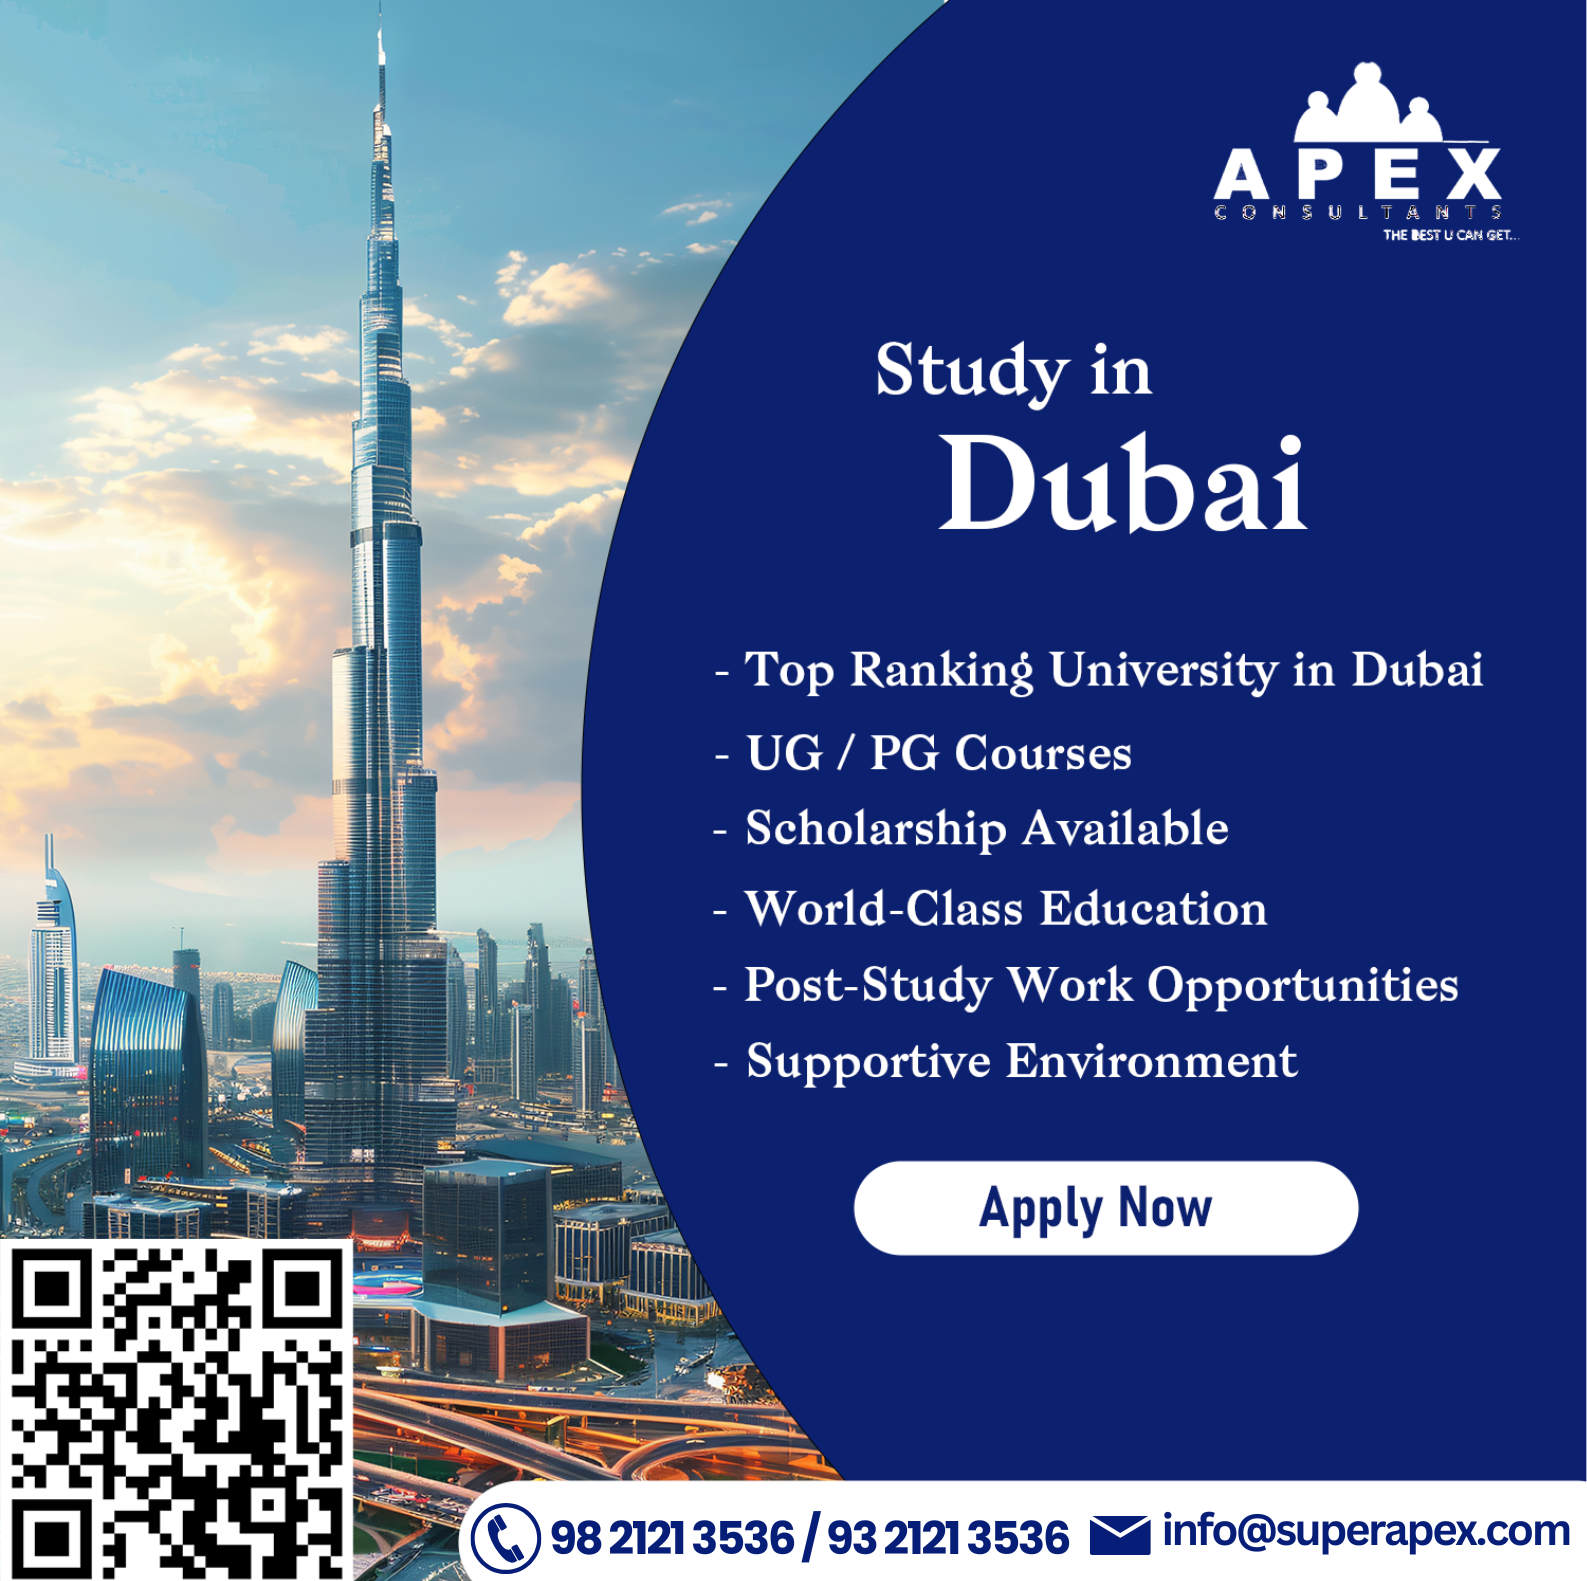 APEX
CONSULTANTS
THE BEST U CAN GET...
Study in
Dubai
- Top Ranking University in Dubai
- UG / PG Courses
- Scholarship Available
- World-Class Education
- Post-Study Work Opportunities
- Supportive Environment
Apply Now
98 2121 3536 / 93 2121 3536 info@superapex.com